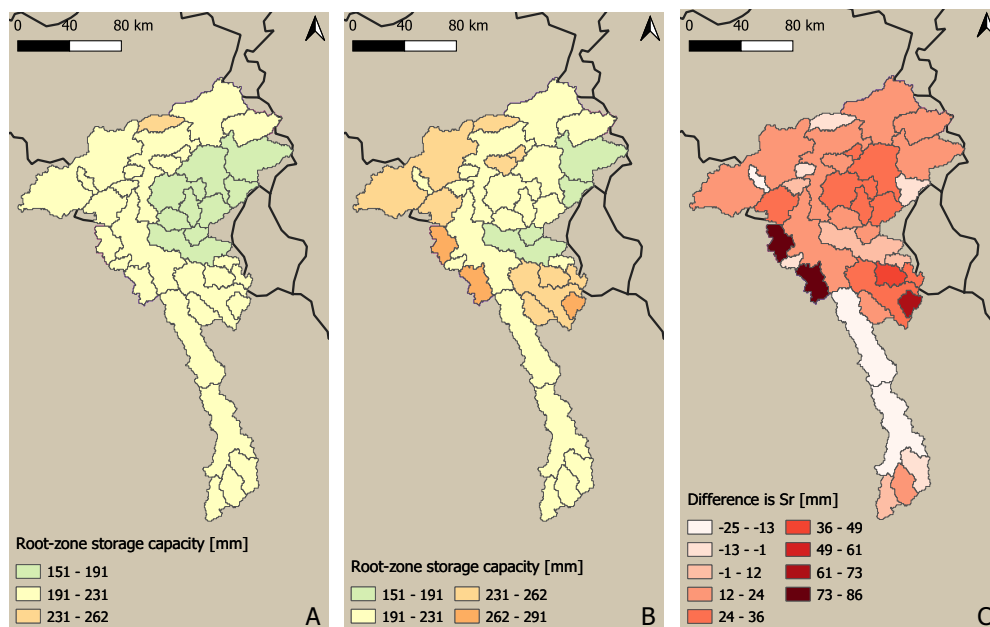 0 40 80 km
0 40 80 km
0 40 80 km
Root-zone storage capacity [mm]
151 - 191
191 - 231
231 - 262
A
Root-zone storage capacity [mm]
151 - 191 231 - 262
191 - 231 262 - 291
B
Difference is Sr [mm]
-25 - -13 36 - 49
-13 - -1 49 - 61
-1 - 12 61 - 73
12 - 24 73 - 86
24 - 36
C